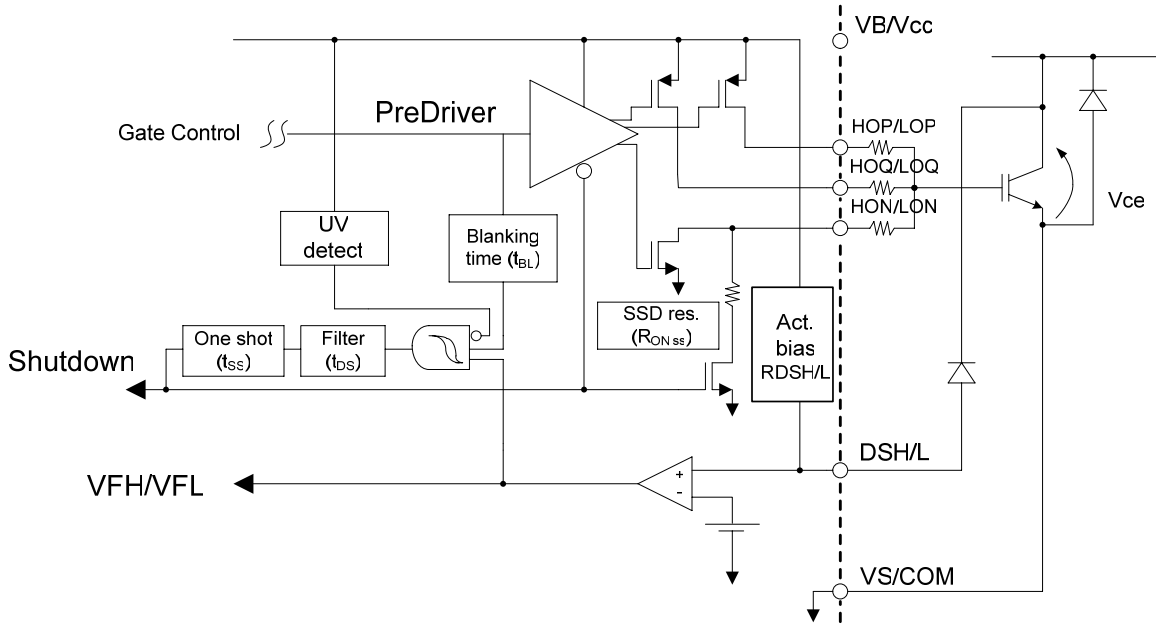 VB/Vcc
PreDriver
Gate Control
HOP/LOP
HOQ/LOQ
HON/LON
Vce
UV
detect
Blanking
time (tBL)
SSD res.
(RON ss)
Act.
bias
RDSH/L
One shot
(tSS)
Filter
(tDS)
Shutdown
DSH/L
+
-
VFH/VFL
VS/COM